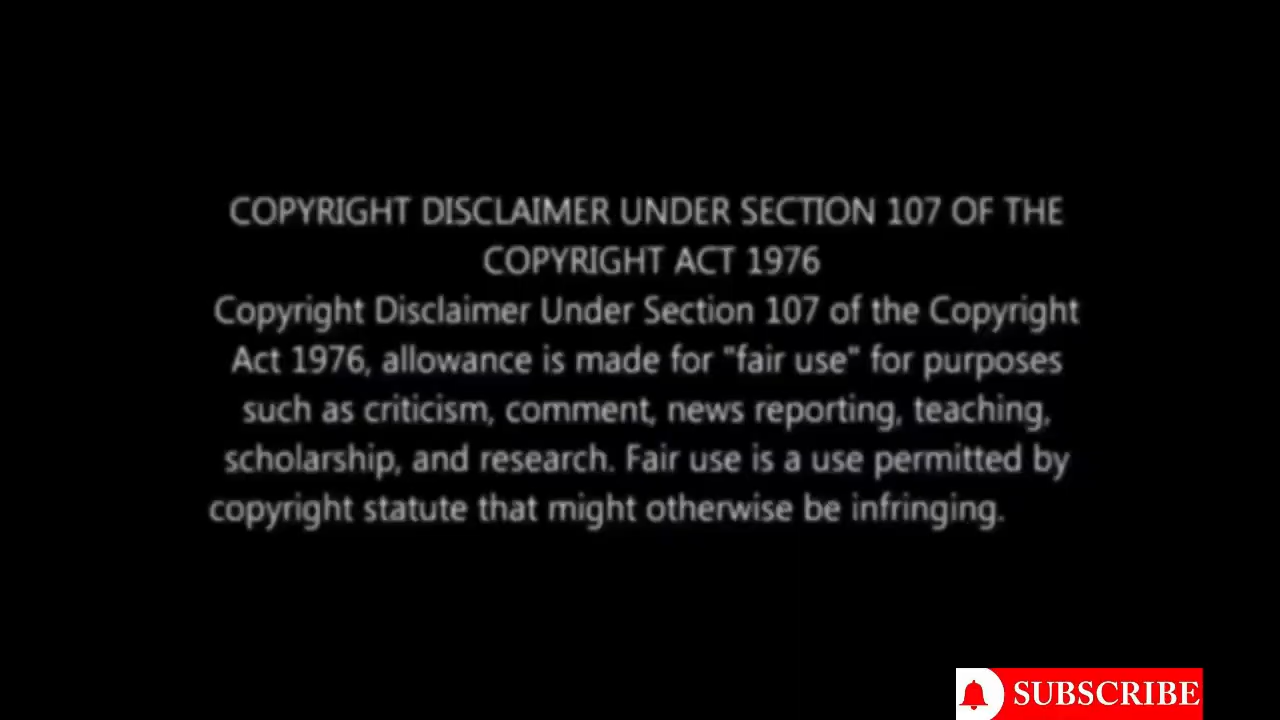 COPYRIGHT DISCLAIMER UNDER SECTION 107 OF THE
COPYRIGHT ACT 1976
Copyright Disclaimer Under Section 107 of the Copyright
Act 1976, allowance is made for "fair use" for purposes
such as criticism, comment, news reporting, teaching,
scholarship, and research. Fair use is a use permitted by
copyright statute that might otherwise be infringing.
SUBSCRIBE